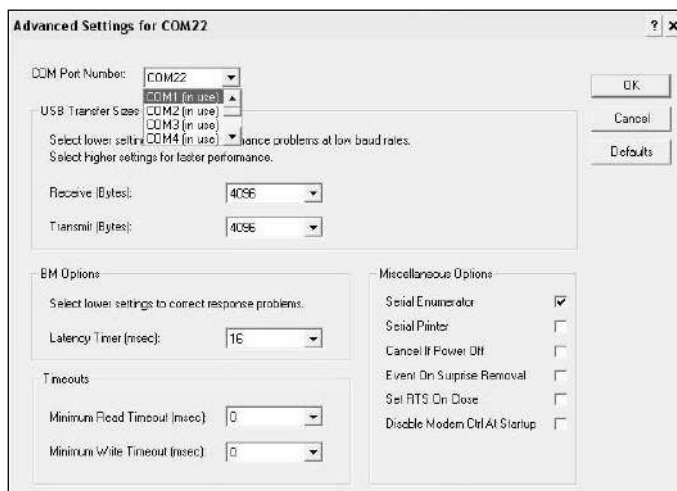 Advanced Settings for COM22
? X
COM Port Number: COM22
COM1 (in use)
COM2 (in use)
COM3 (in use)
COM4 (in use)
OK
Cancel
Defaults
USB Transfer Sizes
Select lower settin mance problems at low baud rates.
Select higher settings for faster performance.
Receive (Bytes): 4096
Transmit (Bytes): 4096
BM Options
Select lower settings to correct response problems.
Latency Timer (msec): 16
Timeouts
Minimum Read Timeout (msec): 0
Minimum Write Timeout (msec): 0
Miscellaneous Options
Serial Enumerator
Serial Printer
Cancel If Power Off
Event On Surprise Removal
Set RTS On Close
Disable Modem Ctrl At Startup